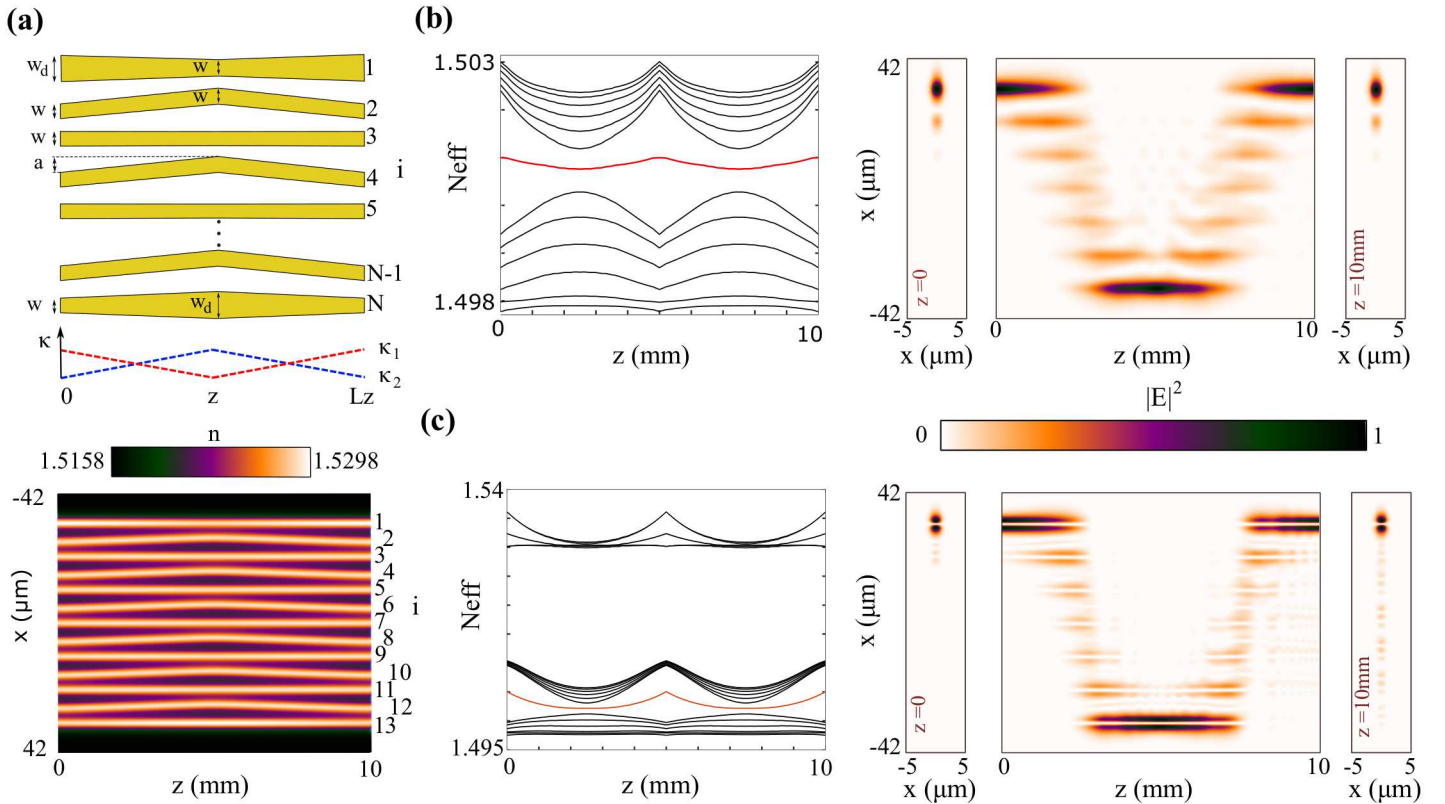 (a)
w_d
w
1
w
w
2
w
3
a
4
i
5
N-1
w
w_d
N
κ
κ₁
κ₂
0
z
Lz
n
1.5158
1.5298
-42
x (μm)
42
1
2
3
4
5
6
7
8
9
10
11
12
13
i
0
10
z (mm)
(b)
1.503
Neff
1.498
0
10
z (mm)
42
x (μm)
-42
z =0
-5
5
x (μm)
0
10
z (mm)
z =10mm
-5
5
x (μm)
|E|²
0
1
(c)
1.54
Neff
1.495
0
10
z (mm)
42
x (μm)
-42
z =0
-5
5
x (μm)
0
10
z (mm)
z =10mm
-5
5
x (μm)